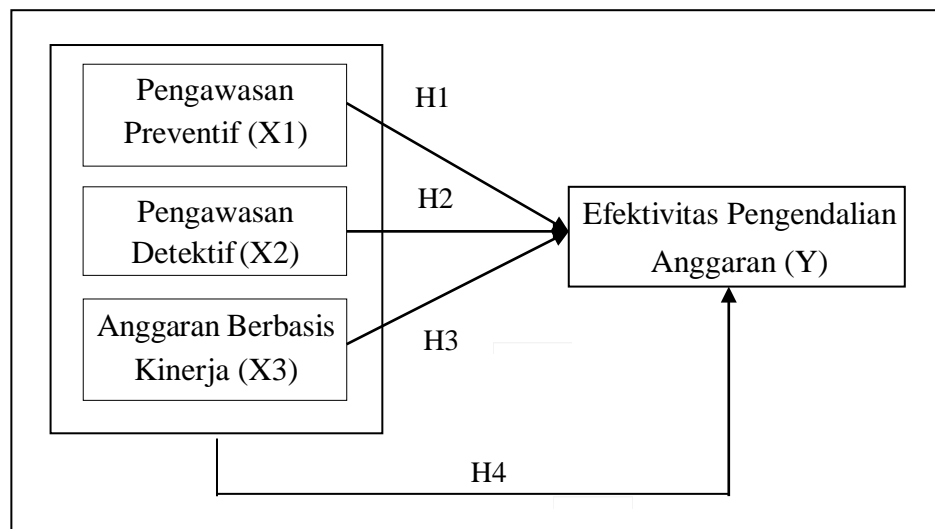 Pengawasan
Preventif (X1)
H1
Pengawasan
Detektif (X2)
H2
Efektivitas Pengendalian
Anggaran (Y)
Anggaran Berbasis
Kinerja (X3)
H3
H4